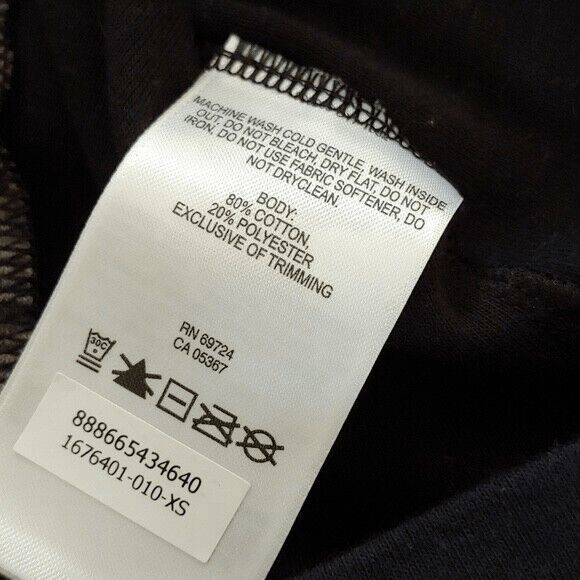 MACHINE WASH COLD GENTLE, WASH INSIDE
OUT. DO NOT BLEACH, DRY FLAT, DO NOT
IRON, DO NOT USE FABRIC SOFTENER, DO
NOT DRYCLEAN.
BODY:
80% COTTON,
20% POLYESTER
EXCLUSIVE OF TRIMMING
RN 69724
CA 05367
30C
888665434640
1676401-010-XS